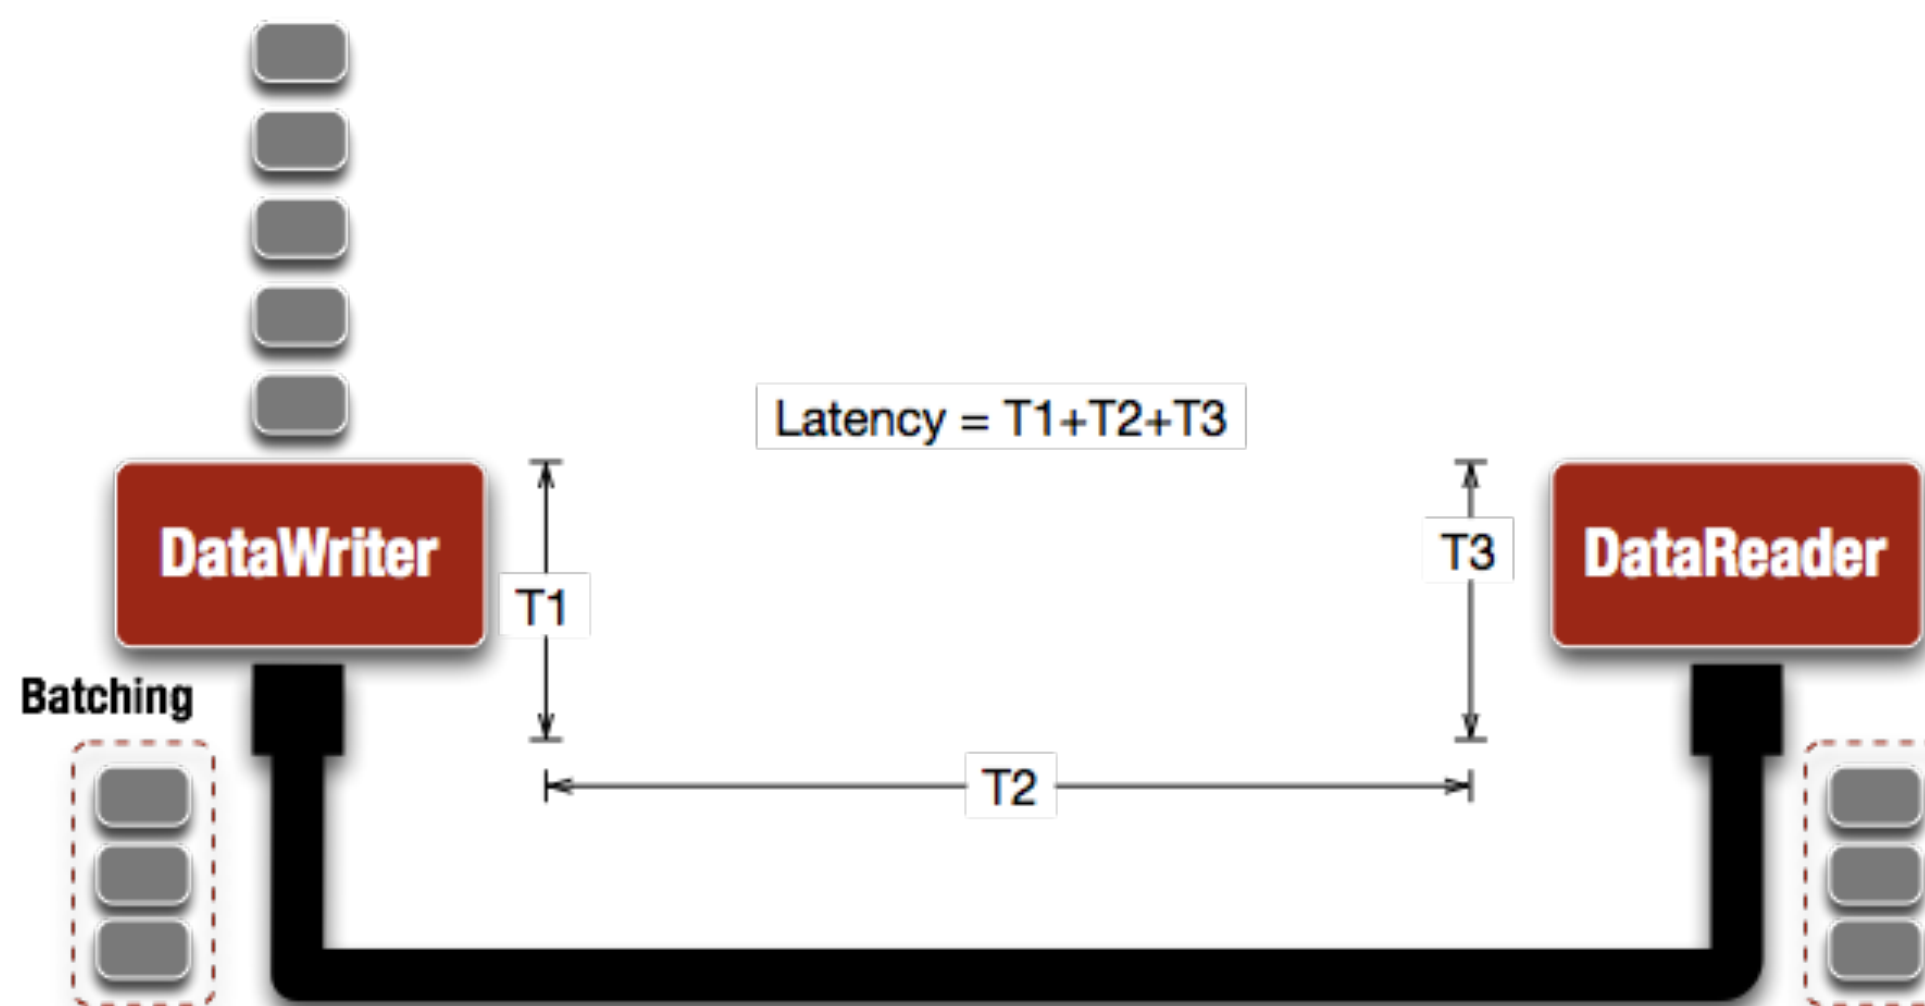 Latency = T1+T2+T3
DataWriter
T1
T3
DataReader
Batching
T2